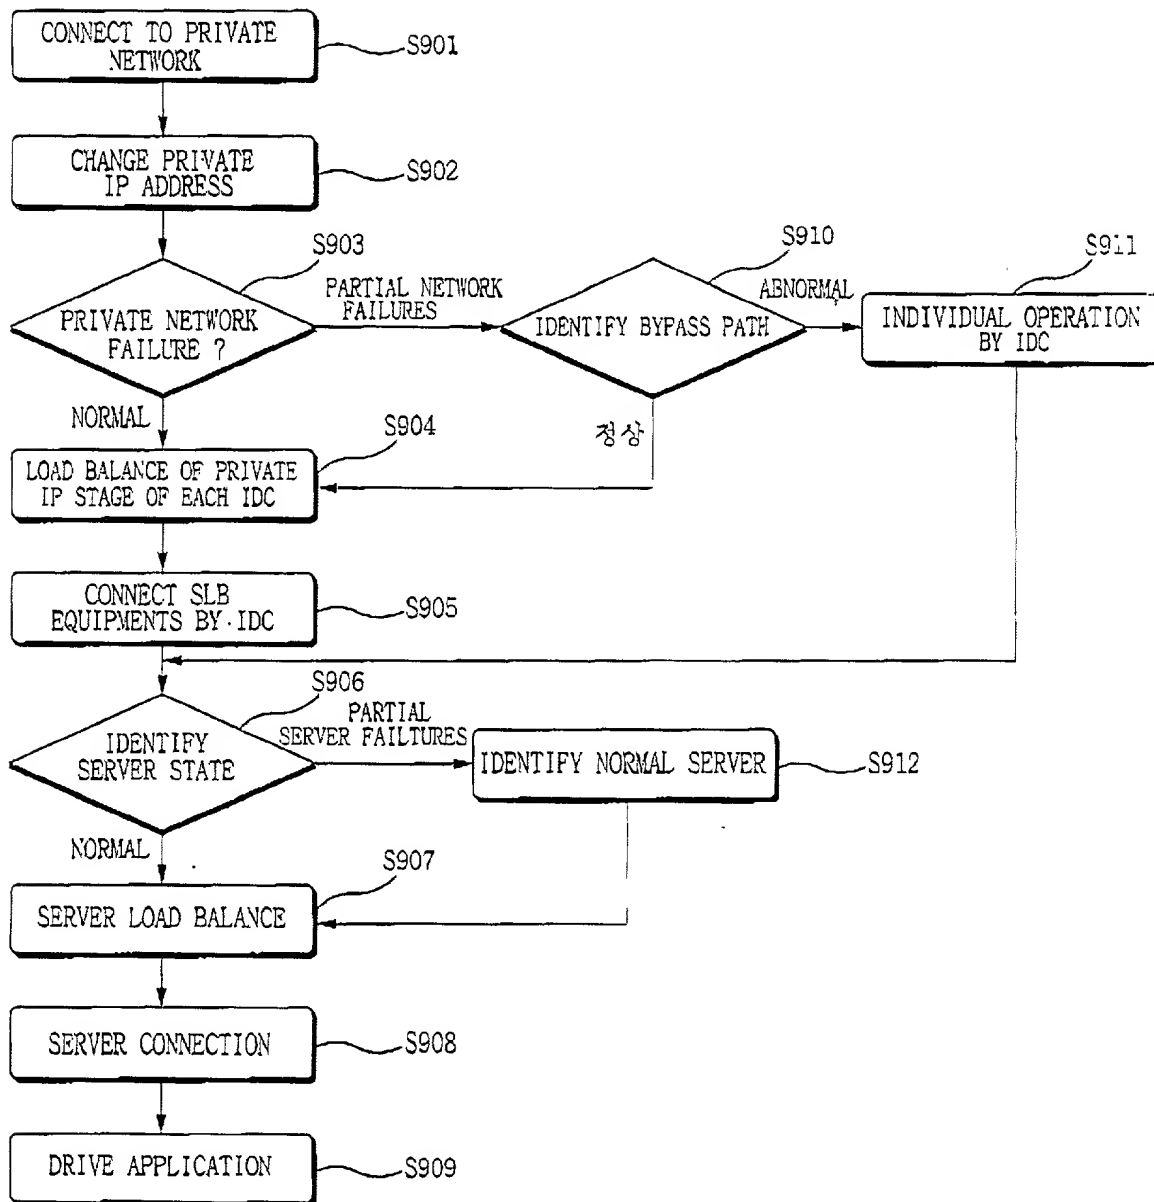 CONNECT TO PRIVATE
NETWORK
S901
CHANGE PRIVATE
IP ADDRESS
S902
S903
PRIVATE NETWORK
FAILURE ?
PARTIAL NETWORK
FAILURES
S910
IDENTIFY BYPASS PATH
ABNORMAL
S911
INDIVIDUAL OPERATION
BY IDC
NORMAL
정상
S904
LOAD BALANCE OF PRIVATE
IP STAGE OF EACH IDC
CONNECT SLB
EQUIPMENTS BY IDC
S905
S906
IDENTIFY
SERVER STATE
PARTIAL
SERVER FAILTURES
IDENTIFY NORMAL SERVER
S912
NORMAL
S907
SERVER LOAD BALANCE
SERVER CONNECTION
S908
DRIVE APPLICATION
S909